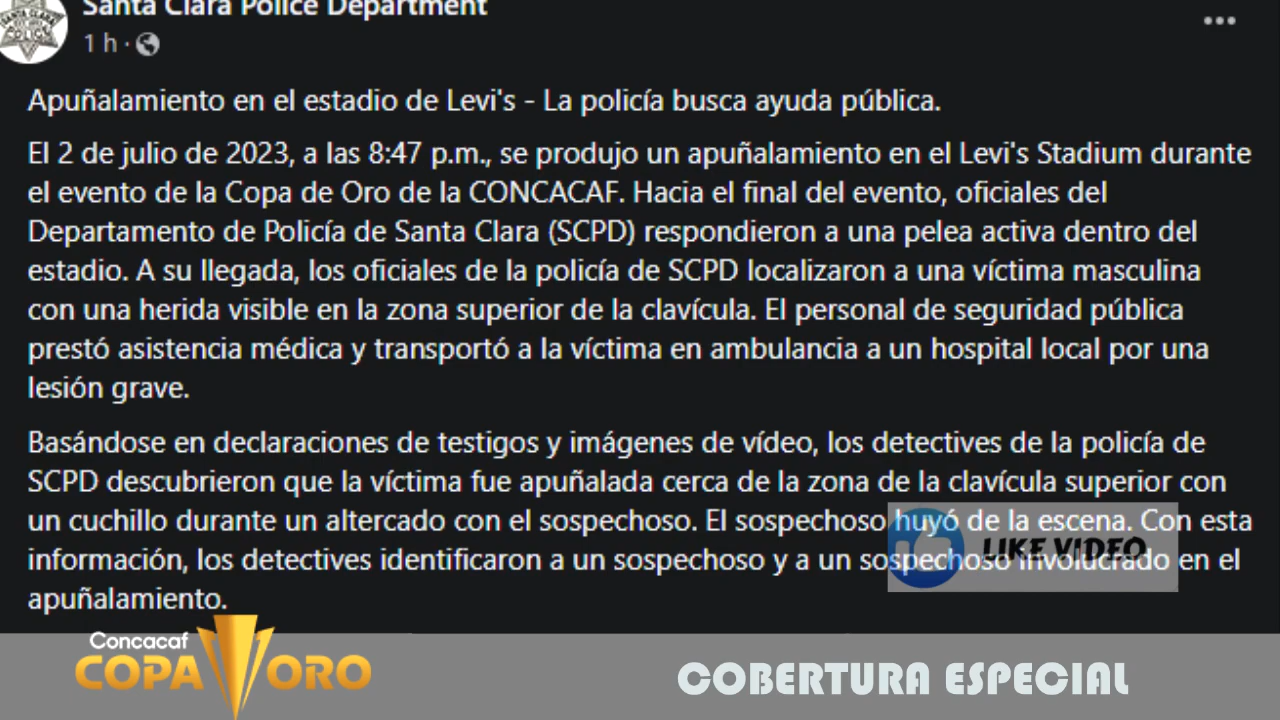 Santa Clara Police Department
1 h ·
Apuñalamiento en el estadio de Levi's - La policía busca ayuda pública.
El 2 de julio de 2023, a las 8:47 p.m., se produjo un apuñalamiento en el Levi's Stadium durante
el evento de la Copa de Oro de la CONCACAF. Hacia el final del evento, oficiales del
Departamento de Policía de Santa Clara (SCPD) respondieron a una pelea activa dentro del
estadio. A su llegada, los oficiales de la policía de SCPD localizaron a una víctima masculina
con una herida visible en la zona superior de la clavícula. El personal de seguridad pública
prestó asistencia médica y transportó a la víctima en ambulancia a un hospital local por una
lesión grave.
Basándose en declaraciones de testigos y imágenes de vídeo, los detectives de la policía de
SCPD descubrieron que la víctima fue apuñalada cerca de la zona de la clavícula superior con
un cuchillo durante un altercado con el sospechoso. El sospechoso huyó de la escena. Con esta
información, los detectives identificaron a un sospechoso y a un sospechoso involucrado en el
apuñalamiento.
LIKE VIDEO
Concacaf
COPA ORO
COBERTURA ESPECIAL